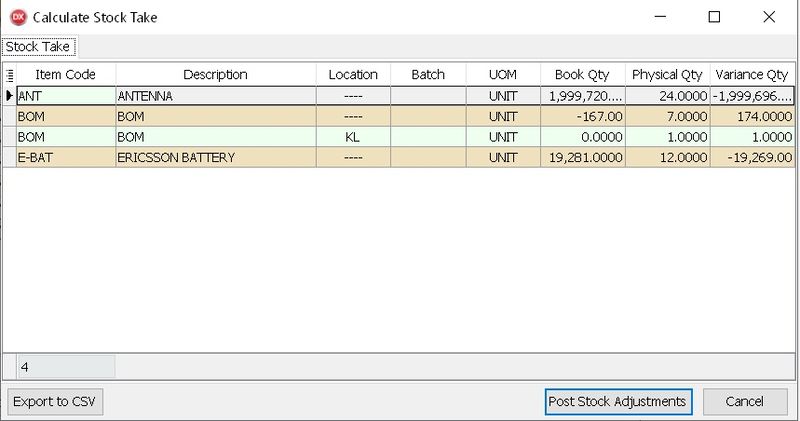 DX Calculate Stock Take
Stock Take
Item Code Description Location Batch UOM Book Qty Physical Qty Variance Qty
ANT ANTENNA ---- UNIT 1,999,720.... 24.0000 -1,999,696....
BOM BOM ---- UNIT -167.00 7.0000 174.0000
BOM BOM KL UNIT 0.0000 1.0000 1.0000
E-BAT ERICSSON BATTERY ---- UNIT 19,281.0000 12.0000 -19,269.00
4
Export to CSV Post Stock Adjustments Cancel